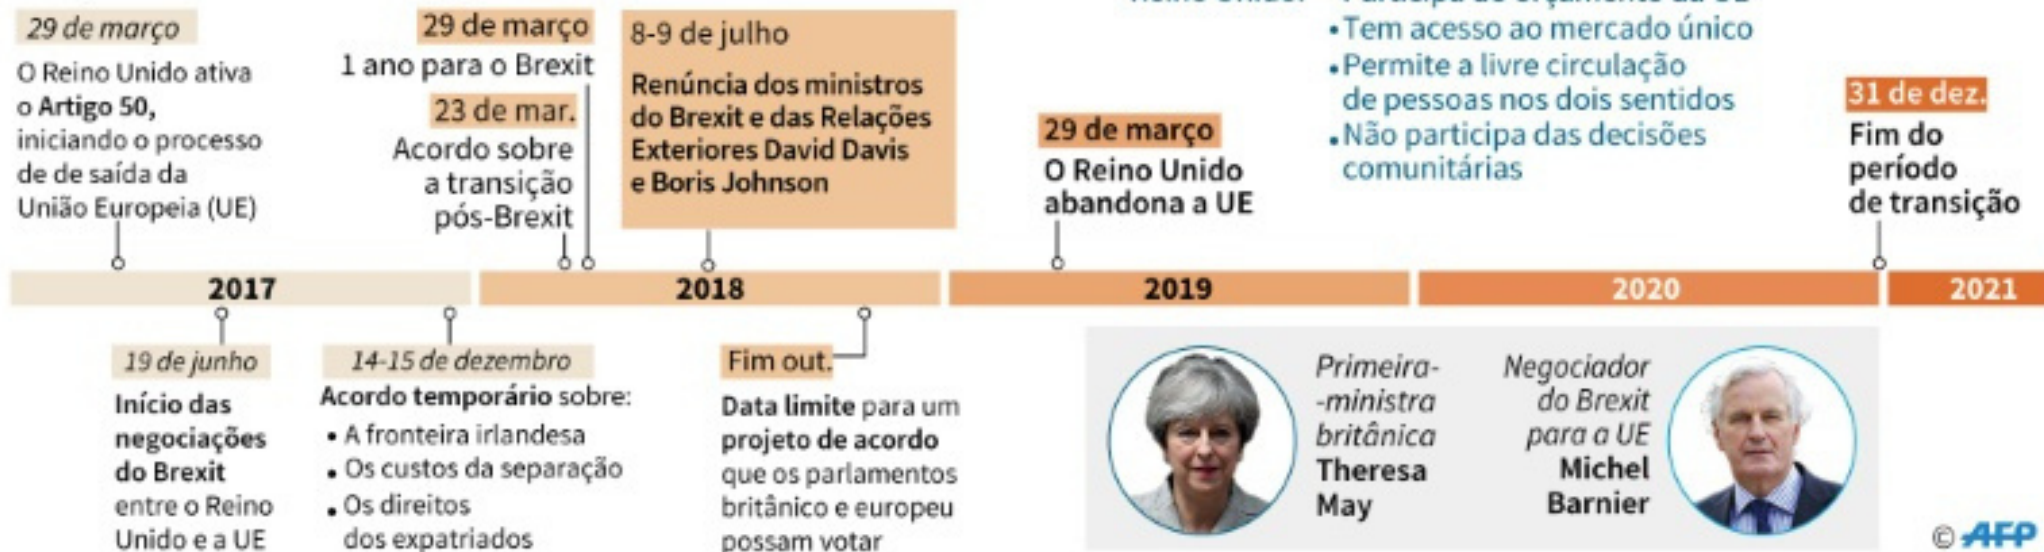 29 de março
O Reino Unido ativa
o Artigo 50,
iniciando o processo
de de saída da
União Europeia (UE)
29 de março
1 ano para o Brexit
23 de mar.
Acordo sobre
a transição
pós-Brexit
8-9 de julho
Renúncia dos ministros
do Brexit e das Relações
Exteriores David Davis
e Boris Johnson
29 de março
O Reino Unido
abandona a UE
•Tem acesso ao mercado único
•Permite a livre circulação
de pessoas nos dois sentidos
•Não participa das decisões
comunitárias
31 de dez.
Fim do
período
de transição
2017
2018
2019
2020
2021
19 de junho
Início das
negociações
do Brexit
entre o Reino
Unido e a UE
14-15 de dezembro
Acordo temporário sobre:
• A fronteira irlandesa
• Os custos da separação
• Os direitos
dos expatriados
Fim out.
Data limite para um
projeto de acordo
que os parlamentos
britânico e europeu
possam votar
Primeira-
-ministra
britânica
Theresa
May
Negociador
do Brexit
para a UE
Michel
Barnier
© AFP